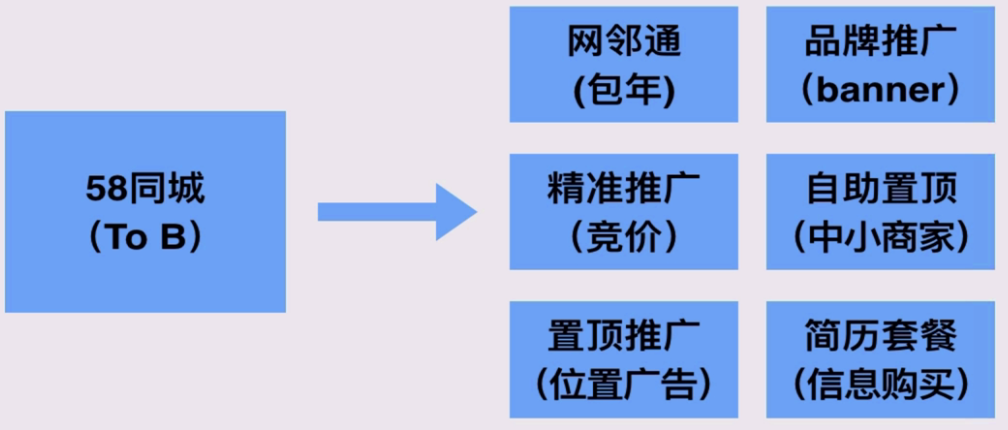 58同城
（To B）
网邻通
(包年)
品牌推广
（banner）
精准推广
（竞价）
自助置顶
（中小商家）
置顶推广
（位置广告）
简历套餐
（信息购买）